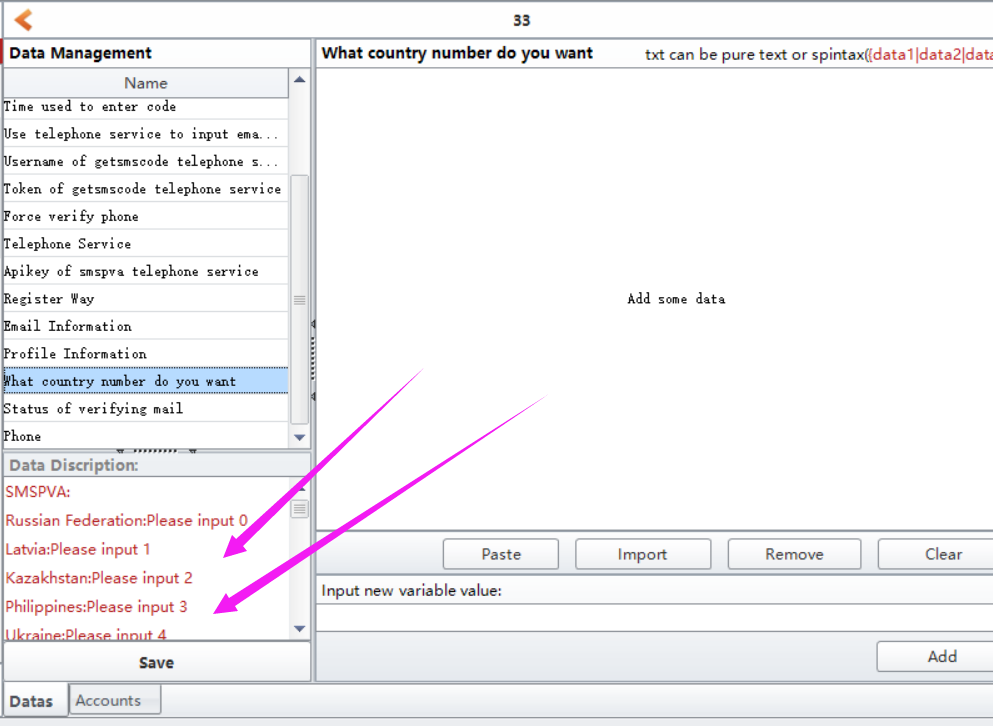 33
Data Management
Name
Time used to enter code
Use telephone service to input ema...
Username of getsmscode telephone s...
Token of getsmscode telephone service
Force verify phone
Telephone Service
Apikey of smspva telephone service
Register Way
Email Information
Profile Information
What country number do you want
Status of verifying mail
Phone
Data Discription:
SMSPVA:
Russian Federation:Please input 0
Latvia:Please input 1
Kazakhstan:Please input 2
Philippines:Please input 3
Ukraine:Please input 4
Save
Datas Accounts
What country number do you want txt can be pure text or spintax({data1|data2|data
Add some data
Paste Import Remove Clear
Input new variable value:
Add